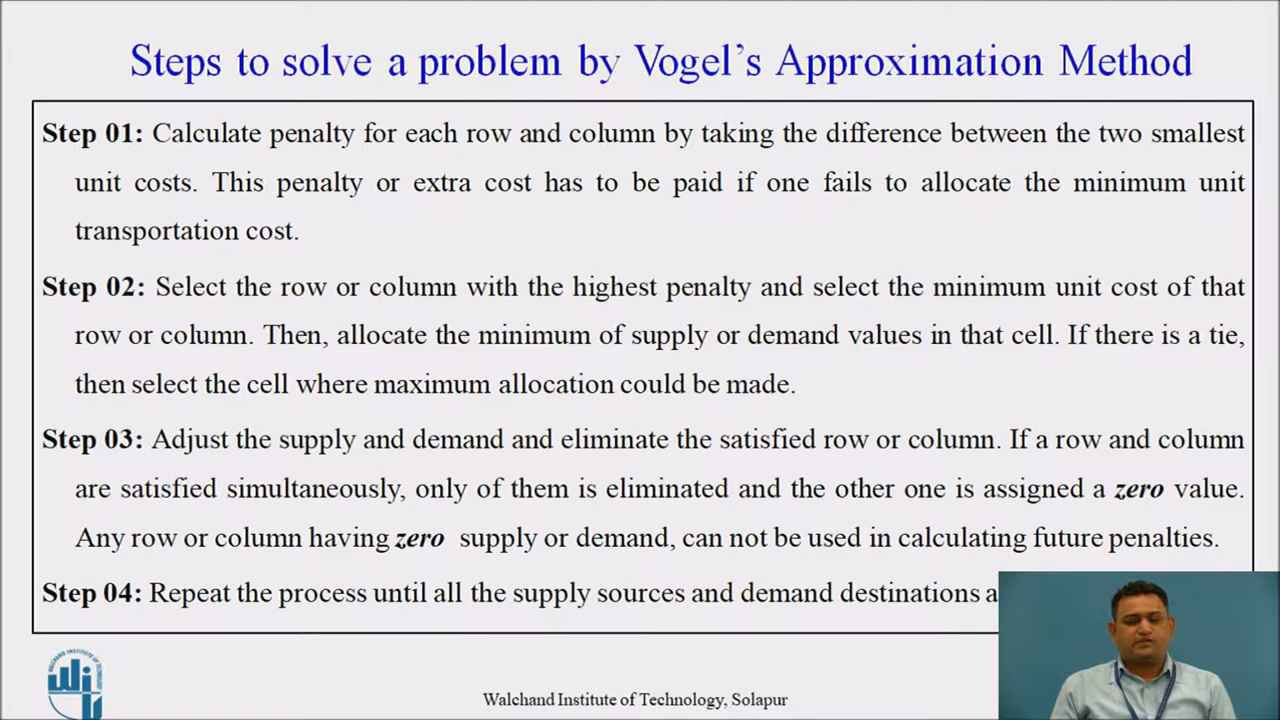 Steps to solve a problem by Vogel’s Approximation Method
Step 01: Calculate penalty for each row and column by taking the difference between the two smallest
unit costs. This penalty or extra cost has to be paid if one fails to allocate the minimum unit
transportation cost.
Step 02: Select the row or column with the highest penalty and select the minimum unit cost of that
row or column. Then, allocate the minimum of supply or demand values in that cell. If there is a tie,
then select the cell where maximum allocation could be made.
Step 03: Adjust the supply and demand and eliminate the satisfied row or column. If a row and column
are satisfied simultaneously, only of them is eliminated and the other one is assigned a zero value.
Any row or column having zero supply or demand, can not be used in calculating future penalties.
Step 04: Repeat the process until all the supply sources and demand destinations a
WALCHAND INSTITUTE OF TECHNOLOGY
Walchand Institute of Technology, Solapur